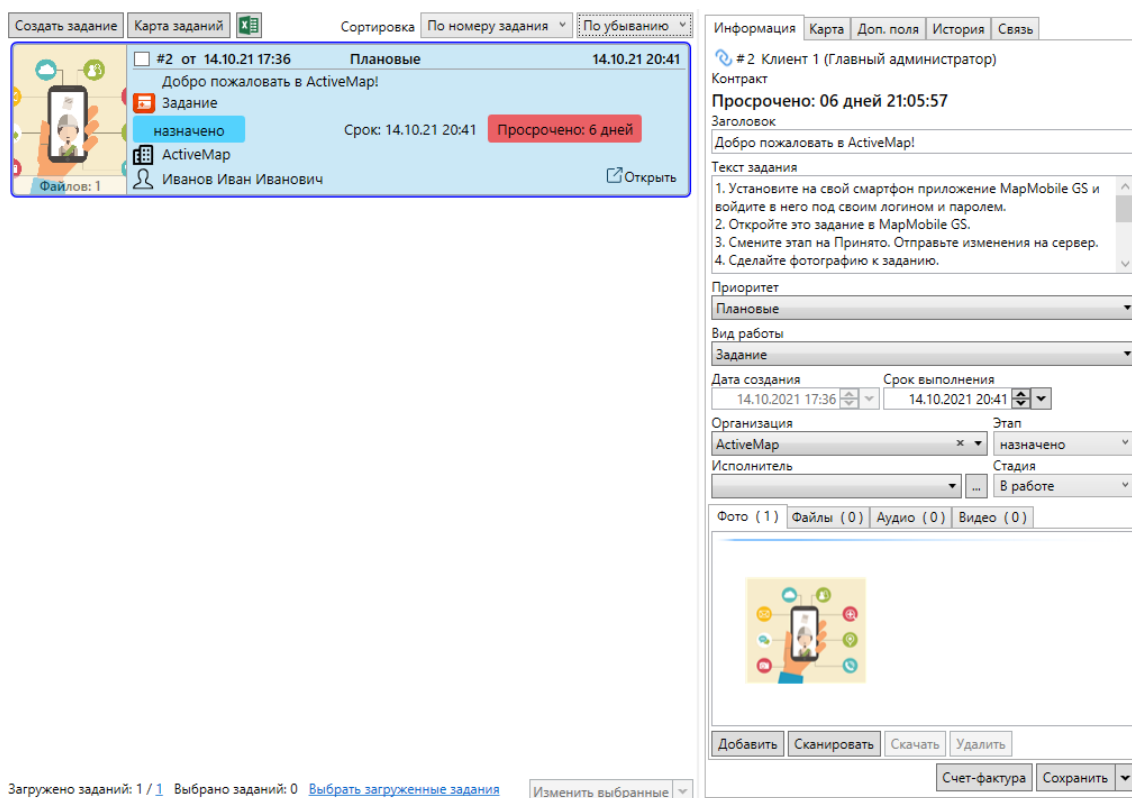 Создать задание
Карта заданий
Сортировка
По номеру задания
По убыванию
#2 от 14.10.21 17:36 Плановые 14.10.21 20:41
Добро пожаловать в ActiveMap!
Задание
назначено
Срок: 14.10.21 20:41
Просрочено: 6 дней
ActiveMap
Иванов Иван Иванович
Открыть
Файлов: 1
Загружено заданий: 1 / 1 Выбрано заданий: 0 Выбрать загруженные задания
Изменить выбранные
Информация
Карта
Доп. поля
История
Связь
#2 Клиент 1 (Главный администратор)
Контракт
Просрочено: 06 дней 21:05:57
Заголовок
Добро пожаловать в ActiveMap!
Текст задания
1. Установите на свой смартфон приложение MapMobile GS и
войдите в него под своим логином и паролем.
2. Откройте это задание в MapMobile GS.
3. Смените этап на Принято. Отправьте изменения на сервер.
4. Сделайте фотографию к заданию.
Приоритет
Плановые
Вид работы
Задание
Дата создания
14.10.2021 17:36
Срок выполнения
14.10.2021 20:41
Организация
ActiveMap
Этап
назначено
Исполнитель
...
Стадия
В работе
Фото (1)
Файлы (0)
Аудио (0)
Видео (0)
Добавить
Сканировать
Скачать
Удалить
Счет-фактура
Сохранить